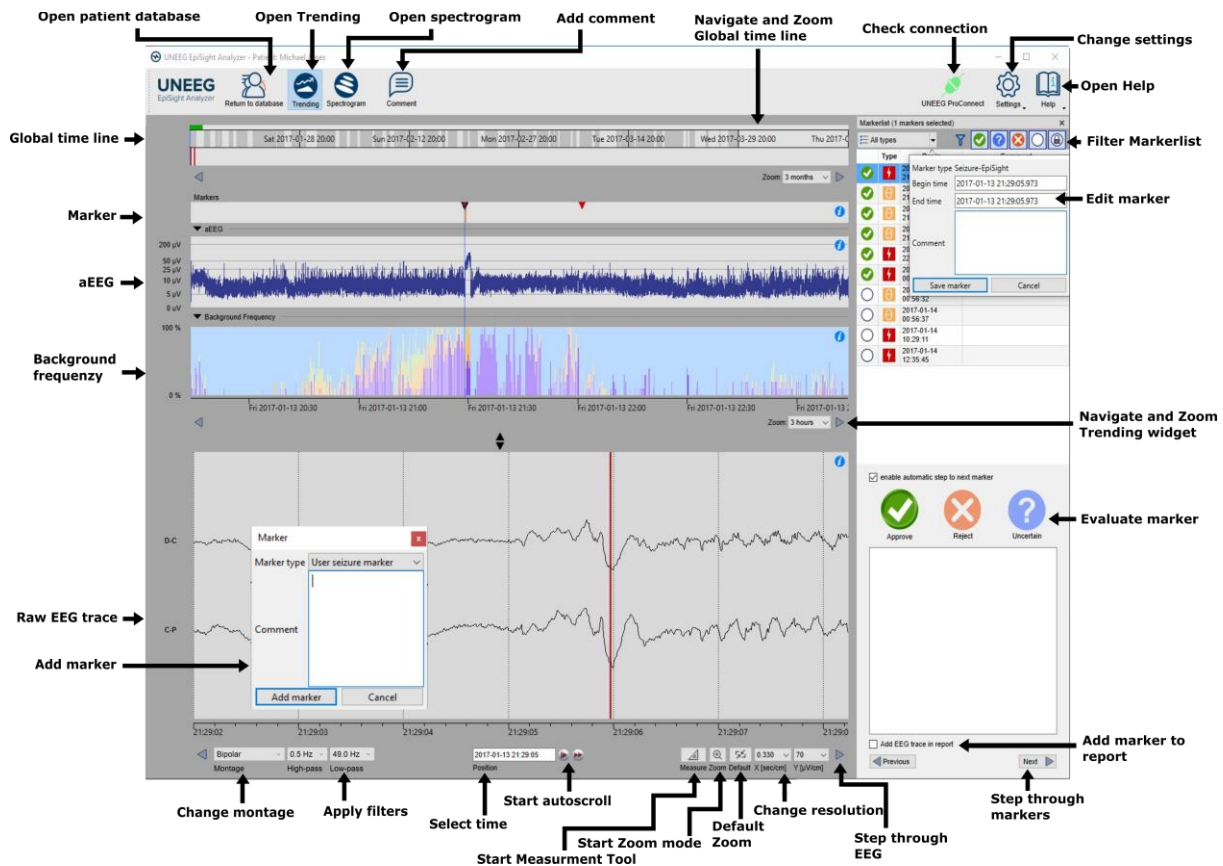 Open patient database
Open Trending
Open spectrogram
Add comment
Navigate and Zoom
Global time line
Check connection
Change settings
UNEEG EpiSight Analyzer - Patient: Michael
UNEEG
EpiSight Analyzer
Return to database
Trending
Spectrogram
Comment
UNEEG ProConnect
Settings
Help
Open Help
Global time line
Sat 2017-01-28 20:00
Sun 2017-02-12 20:00
Mon 2017-02-27 20:00
Tue 2017-03-14 20:00
Wed 2017-03-29 20:00
Thu 2017-0
Zoom: 3 months
Markerlist (1 markers selected)
All types
Filter Markerlist
Type
Marker type Seizure-EpiSight
Begin time 2017-01-13 21:29:05.973
End time 2017-01-13 21:29:05.973
Edit marker
Comment
Save marker
Cancel
00:56:32
2017-01-14
00:56:37
2017-01-14
10:29:11
2017-01-14
12:35:45
Marker
Markers
aEEG
aEEG
200 µV
50 µV
25 µV
10 µV
5 µV
0 µV
Background Frequency
100 %
0 %
Background
frequenzy
Fri 2017-01-13 20:30
Fri 2017-01-13 21:00
Fri 2017-01-13 21:30
Fri 2017-01-13 22:00
Fri 2017-01-13 22:30
Fri 2017-01-13 2
Zoom: 3 hours
Navigate and Zoom
Trending widget
enable automatic step to next marker
Approve
Reject
Uncertain
Evaluate marker
D-C
C-P
Raw EEG trace
Add marker
Marker
x
Marker type User seizure marker
Comment
Add marker
Cancel
21:29:02
21:29:03
21:29:04
21:29:05
21:29:06
21:29:07
21:29:0
Bipolar
0.5 Hz
49.0 Hz
Montage
High-pass
Low-pass
2017-01-13 21:29:05
Position
Measure
Zoom
Default
0.330
70
X [sec/cm]
Y [µV/cm]
Add EEG trace in report
Previous
Next
Add marker to
report
Change montage
Apply filters
Select time
Start autoscroll
Start Measurment Tool
Start Zoom mode
Default
Zoom
Change resolution
Step through
EEG
Step through
markers